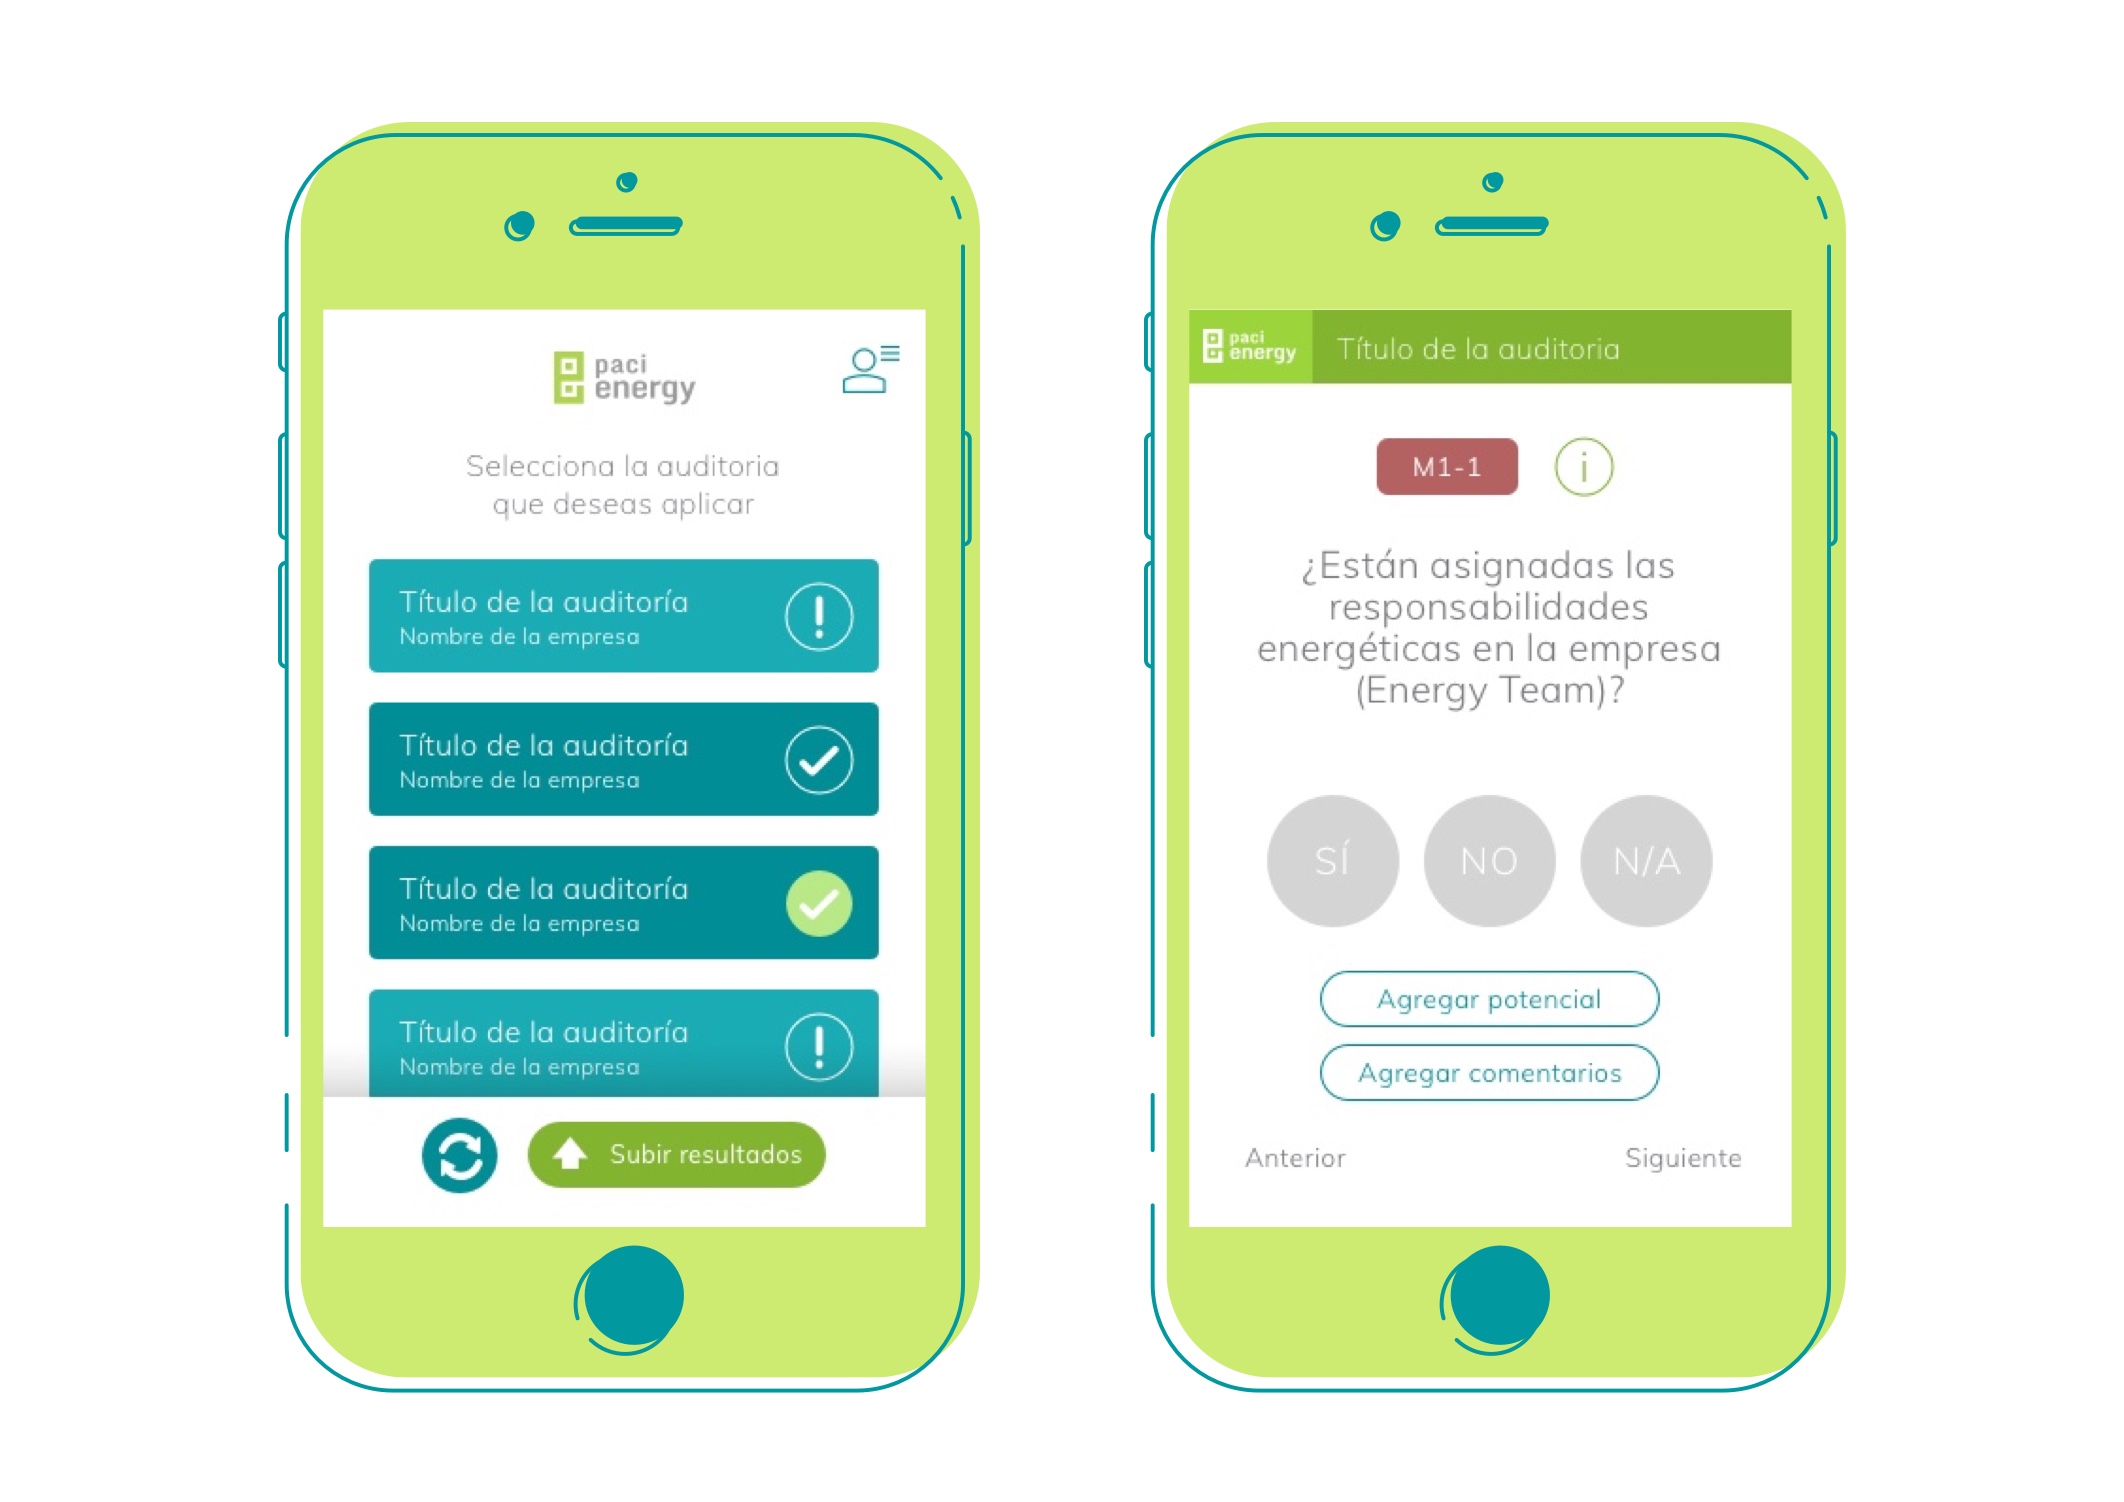 paci
energy
Selecciona la auditoria
que deseas aplicar
Título de la auditoría
Nombre de la empresa
Título de la auditoría
Nombre de la empresa
Título de la auditoría
Nombre de la empresa
Título de la auditoría
Nombre de la empresa
Subir resultados
paci
energy
Título de la auditoria
M1-1
i
¿Están asignadas las
responsabilidades
energéticas en la empresa
(Energy Team)?
SÍ
NO
N/A
Agregar potencial
Agregar comentarios
Anterior
Siguiente